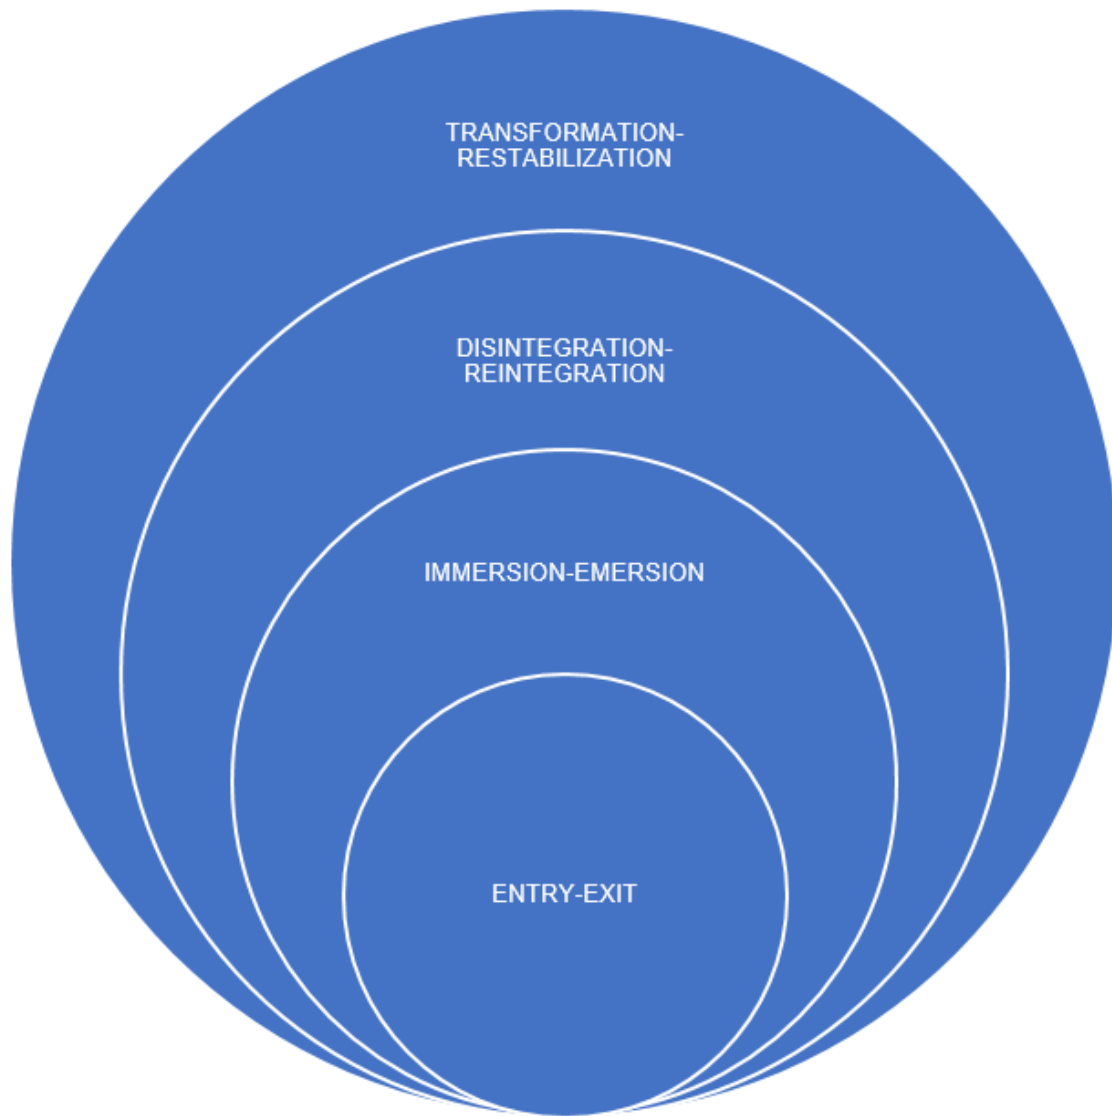 TRANSFORMATION-
RESTABILIZATION
DISINTEGRATION-
REINTEGRATION
IMMERSION-EMERSION
ENTRY-EXIT